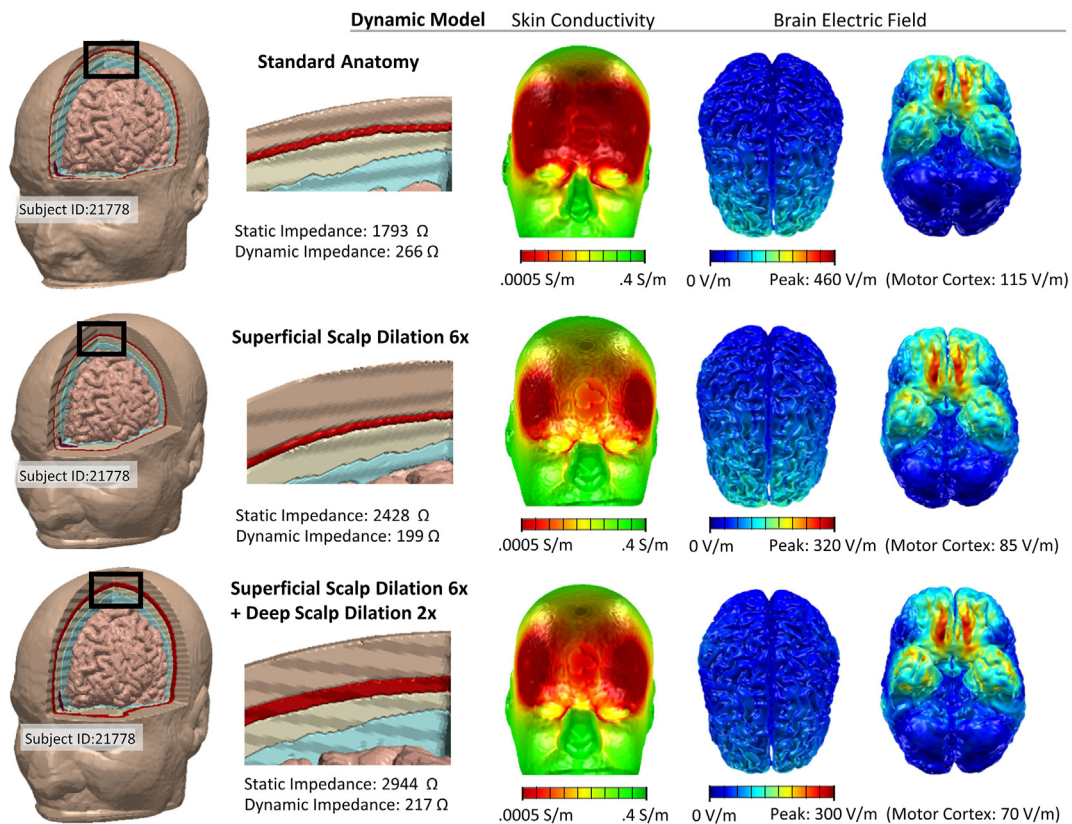 Dynamic Model Skin Conductivity Brain Electric Field
Standard Anatomy
Subject ID:21778
Static Impedance: 1793 Ω
Dynamic Impedance: 266 Ω
.0005 S/m .4 S/m 0 V/m Peak: 460 V/m (Motor Cortex: 115 V/m)
Superficial Scalp Dilation 6x
Subject ID:21778
Static Impedance: 2428 Ω
Dynamic Impedance: 199 Ω
.0005 S/m .4 S/m 0 V/m Peak: 320 V/m (Motor Cortex: 85 V/m)
Superficial Scalp Dilation 6x
+ Deep Scalp Dilation 2x
Subject ID:21778
Static Impedance: 2944 Ω
Dynamic Impedance: 217 Ω
.0005 S/m .4 S/m 0 V/m Peak: 300 V/m (Motor Cortex: 70 V/m)